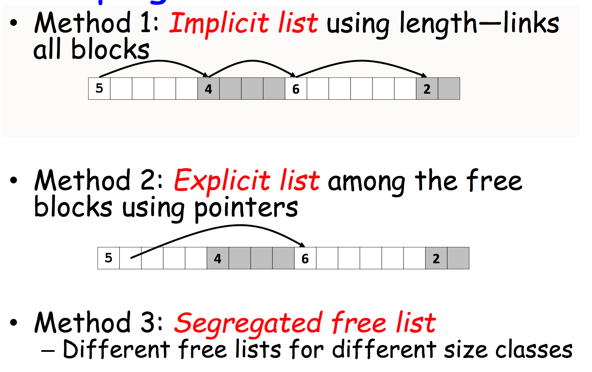 • Method 1: Implicit list using length—links
all blocks
5 4 6 2
• Method 2: Explicit list among the free
blocks using pointers
5 4 6 2
• Method 3: Segregated free list
– Different free lists for different size classes